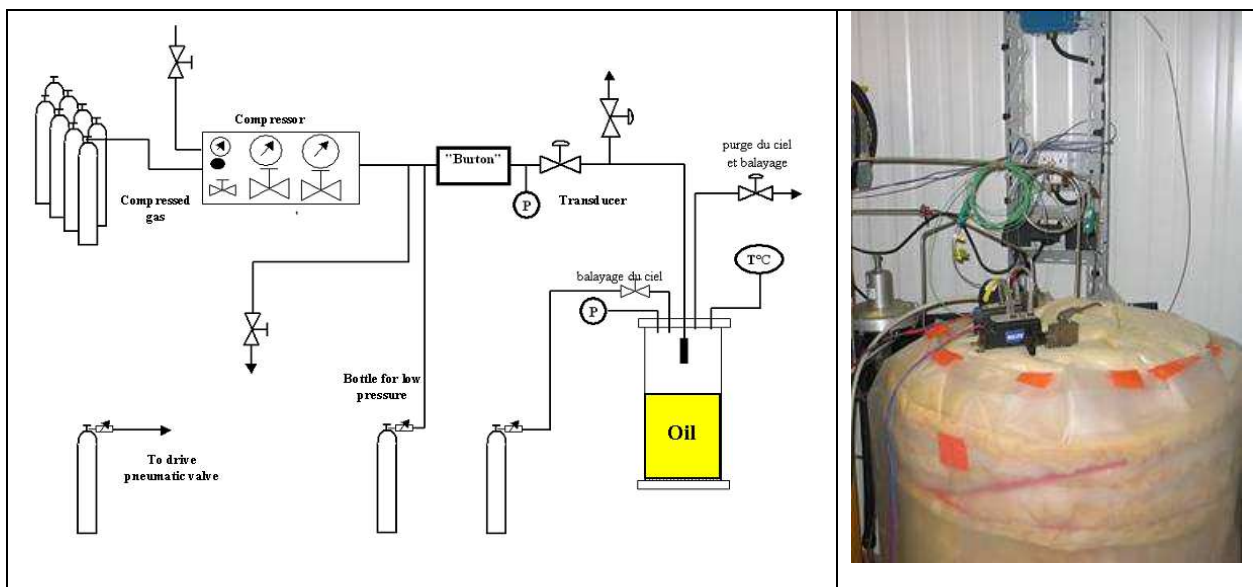 Compressor
"Burton"
purge du ciel
et balayage
Compressed
gas
P
Transducer
T°C
balayage du ciel
P
Bottle for low
pressure
Oil
To drive
pneumatic valve